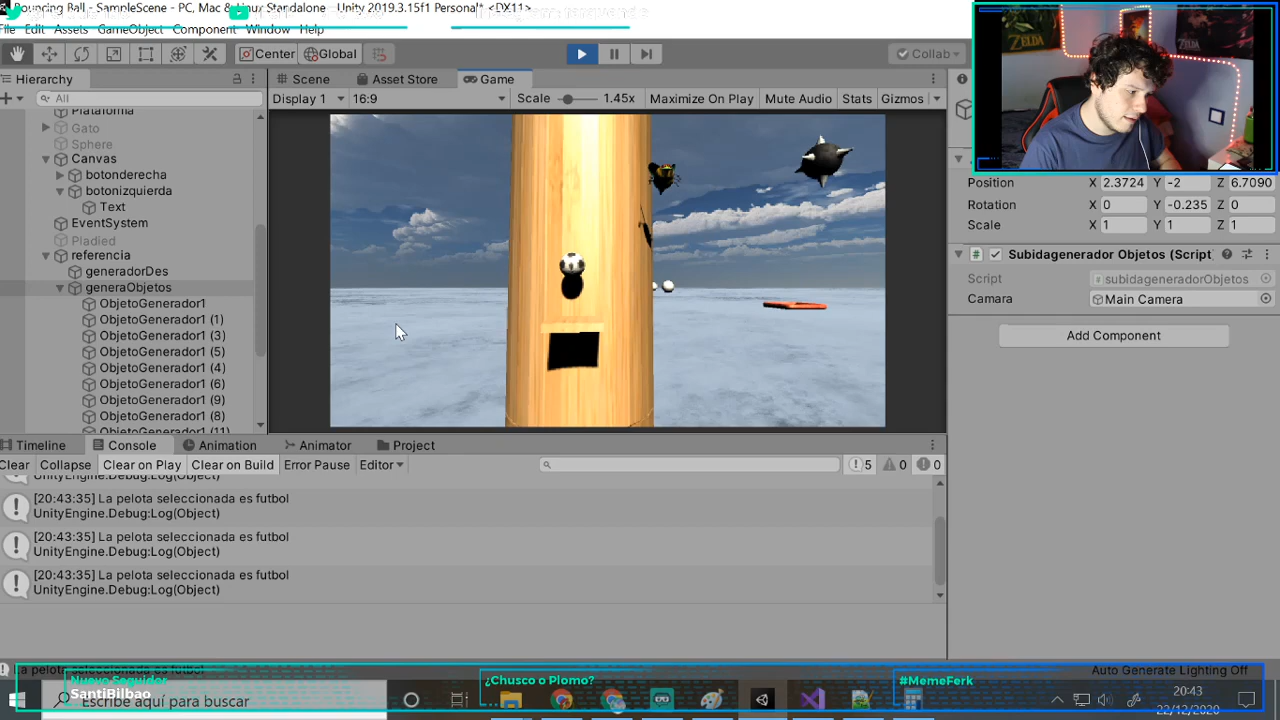 Bouncing Ball - SampleScene - PC, Mac & Linux Standalone - Unity 2019.3.15f1 Personal* <DX11>
File Edit Assets GameObject Component Window Help
Center Global Collab
Hierarchy Scene Asset Store Game
All Display 1 16:9 Scale 1.45x Maximize On Play Mute Audio Stats Gizmos
Plataforma
Gato
Sphere
Canvas
botonderecha
botonizquierda
Text
EventSystem
Pladied
referencia
generadorDes
generaObjetos
ObjetoGenerador1
ObjetoGenerador1 (1)
ObjetoGenerador1 (3)
ObjetoGenerador1 (5)
ObjetoGenerador1 (4)
ObjetoGenerador1 (6)
ObjetoGenerador1 (9)
ObjetoGenerador1 (8)
ObjetoGenerador1 (11)
ZELDA
ZELDA
Position X 2.3724 Y -2 Z 6.7090
Rotation X 0 Y -0.235 Z 0
Scale X 1 Y 1 Z 1
Subidagenerador Objetos (Script)
Script subidageneradorObjetos
Camara Main Camera
Add Component
Timeline Console Animation Animator Project
Clear Collapse Clear on Play Clear on Build Error Pause Editor 5 0 0
UnityEngine.Debug:Log(Object)
[20:43:35] La pelota seleccionada es futbol
UnityEngine.Debug:Log(Object)
[20:43:35] La pelota seleccionada es futbol
UnityEngine.Debug:Log(Object)
[20:43:35] La pelota seleccionada es futbol
UnityEngine.Debug:Log(Object)
La pelota seleccionada es futbol
Auto Generate Lighting Off
Nuevo Seguidor
SantiBilbao
¿Chusco o Plomo?
#MemeFerk
Escribe aquí para buscar
20:43
22/12/2020